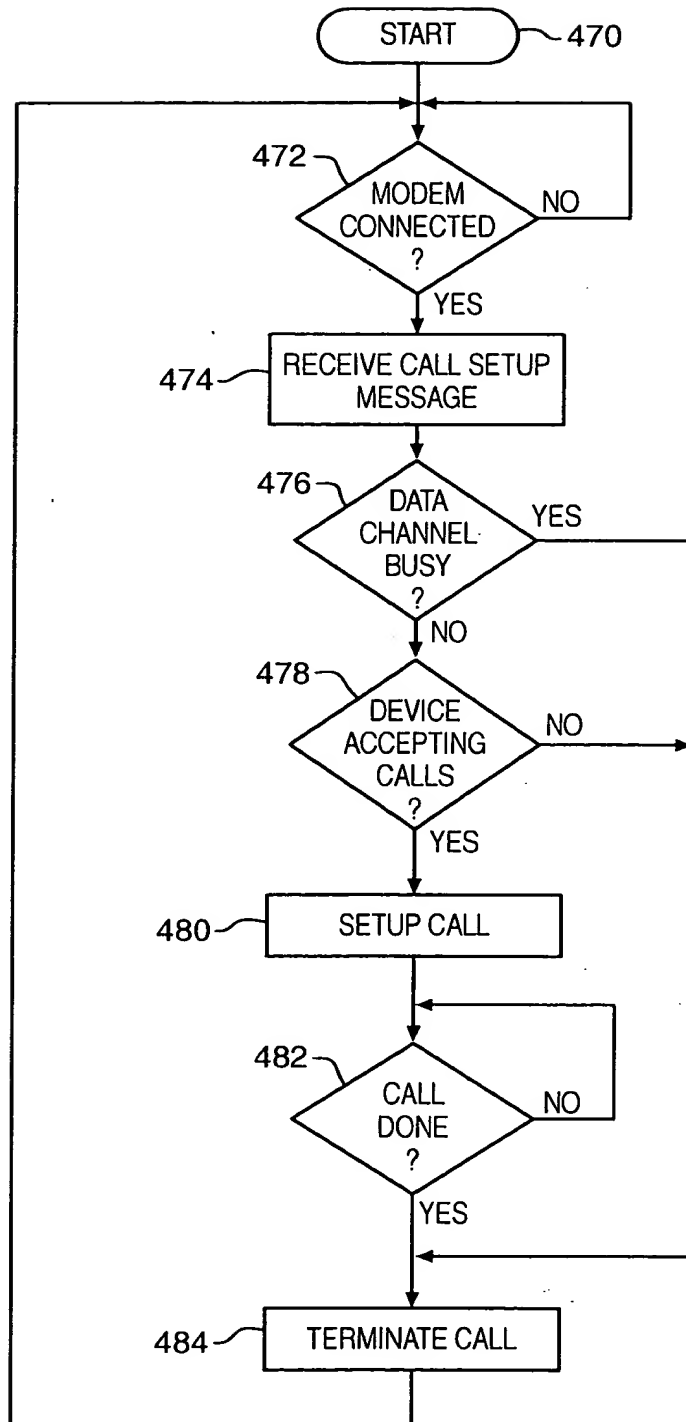 START
470
472
MODEM
CONNECTED
?
NO
YES
474
RECEIVE CALL SETUP
MESSAGE
476
DATA
CHANNEL
BUSY
?
YES
NO
478
DEVICE
ACCEPTING
CALLS
?
NO
YES
480
SETUP CALL
482
CALL
DONE
?
NO
YES
484
TERMINATE CALL